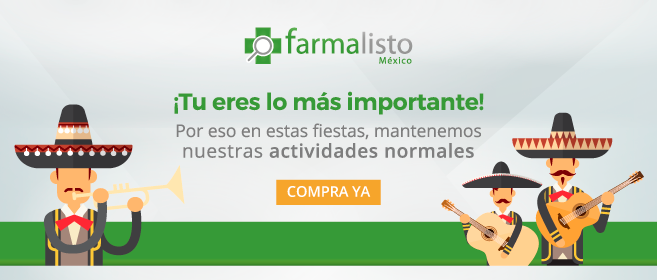 farmalisto
México
¡Tu eres lo más importante!
Por eso en estas fiestas, mantenemos
nuestras actividades normales
COMPRA YA